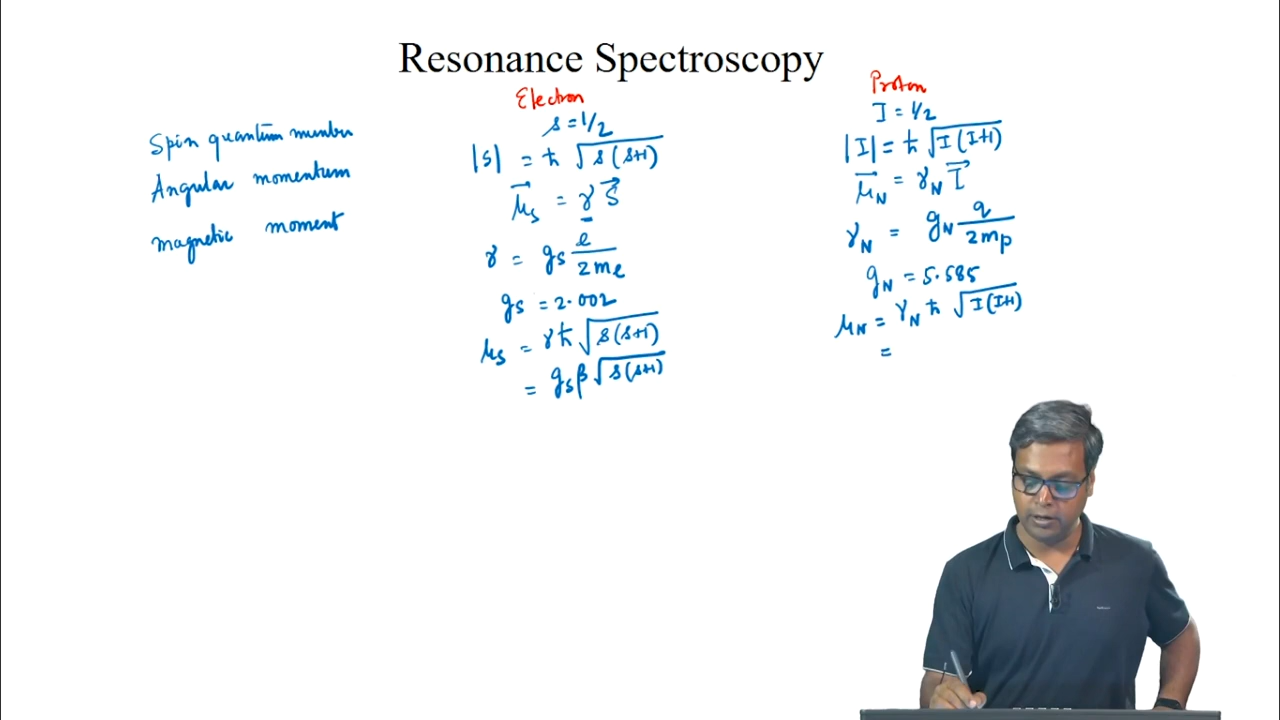 Resonance Spectroscopy
Spin quantum number
Angular momentum
magnetic moment
Electron
s = 1/2
|S| = ħ √s(s+1)
μ⃗s = γ S⃗
γ = gs e/2me
gs = 2.002
μs = γħ √s(s+1)
= gsβ √s(s+1)
Proton
I = 1/2
|I| = ħ √I(I+1)
μ⃗N = γN I⃗
γN = gN q/2mp
gN = 5.585
μN = γN ħ √I(I+1)
=